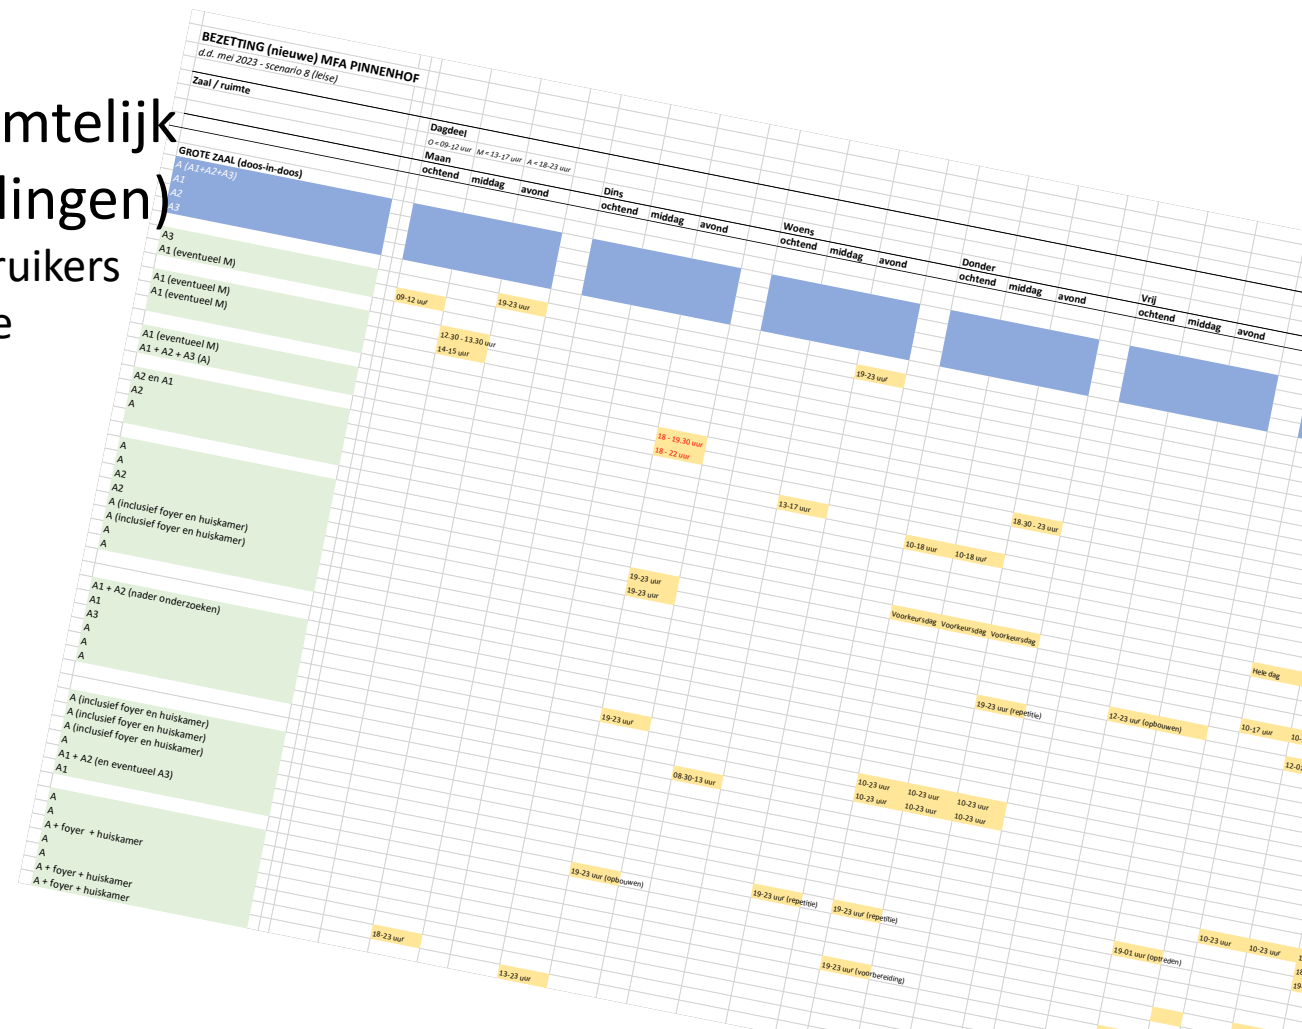 mtelijk
lingen)
ruikers
e
BEZETTING (nieuwe) MFA PINNENHOF
d.d. mei 2023 - scenario 8 (leise)
Zaal / ruimte
Dagdeel
O < 09-12 uur M < 13-17 uur A < 18-23 uur
Maan Dins Woens Donder Vrij
ochtend middag avond ochtend middag avond ochtend middag avond ochtend middag avond ochtend middag avond
GROTE ZAAL (doos-in-doos)
A (A1+A2+A3)
A1
A2
A3
A3
A1 (eventueel M)
A1 (eventueel M)
A1 (eventueel M)
A1 (eventueel M)
A1 + A2 + A3 (A)
A2 en A1
A2
A
A
A
A2
A2
A (inclusief foyer en huiskamer)
A (inclusief foyer en huiskamer)
A
A
A1 + A2 (nader onderzoeken)
A1
A3
A
A
A
A (inclusief foyer en huiskamer)
A (inclusief foyer en huiskamer)
A (inclusief foyer en huiskamer)
A
A1 + A2 (en eventueel A3)
A1
A
A
A + foyer + huiskamer
A
A
A + foyer + huiskamer
A + foyer + huiskamer
09-12 uur 19-23 uur
12.30 - 13.30 uur
14-15 uur
19-23 uur
18 - 19.30 uur
18 - 22 uur
13-17 uur
18.30 - 23 uur
10-18 uur 10-18 uur
19-23 uur
19-23 uur
Voorkeursdag Voorkeursdag Voorkeursdag
Hele dag
19-23 uur (repetitie)
12-23 uur (opbouwen)
10-17 uur 10-
19-23 uur
12-0
08-30-13 uur
10-23 uur 10-23 uur 10-23 uur
10-23 uur 10-23 uur 10-23 uur
19-23 uur (opbouwen)
19-23 uur (repetitie)
19-23 uur (repetitie)
18-23 uur
19-01 uur (optreden)
10-23 uur 10-23 uur
13-23 uur
19-23 uur (voorbereiding)